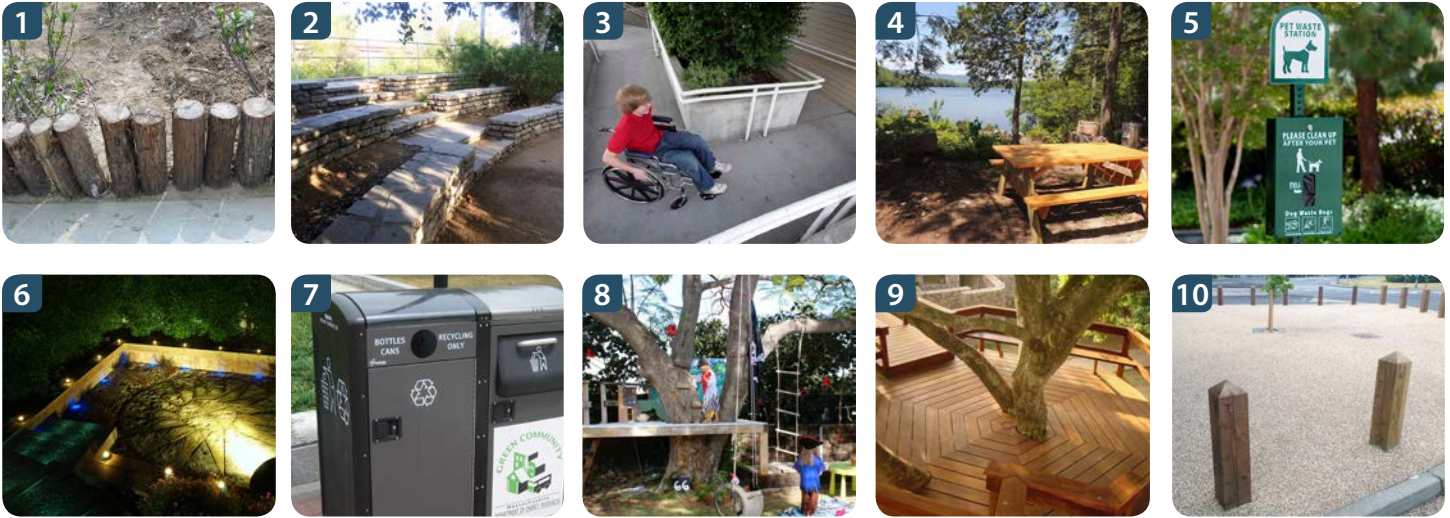 1
2
3
4
5
PET WASTE
STATION
PLEASE CLEAN UP
AFTER YOUR PET
Dog Waste Bags
6
7
BOTTLES
CANS
RECYCLING
ONLY
GREEN COMMUNITY
8
66
9
10